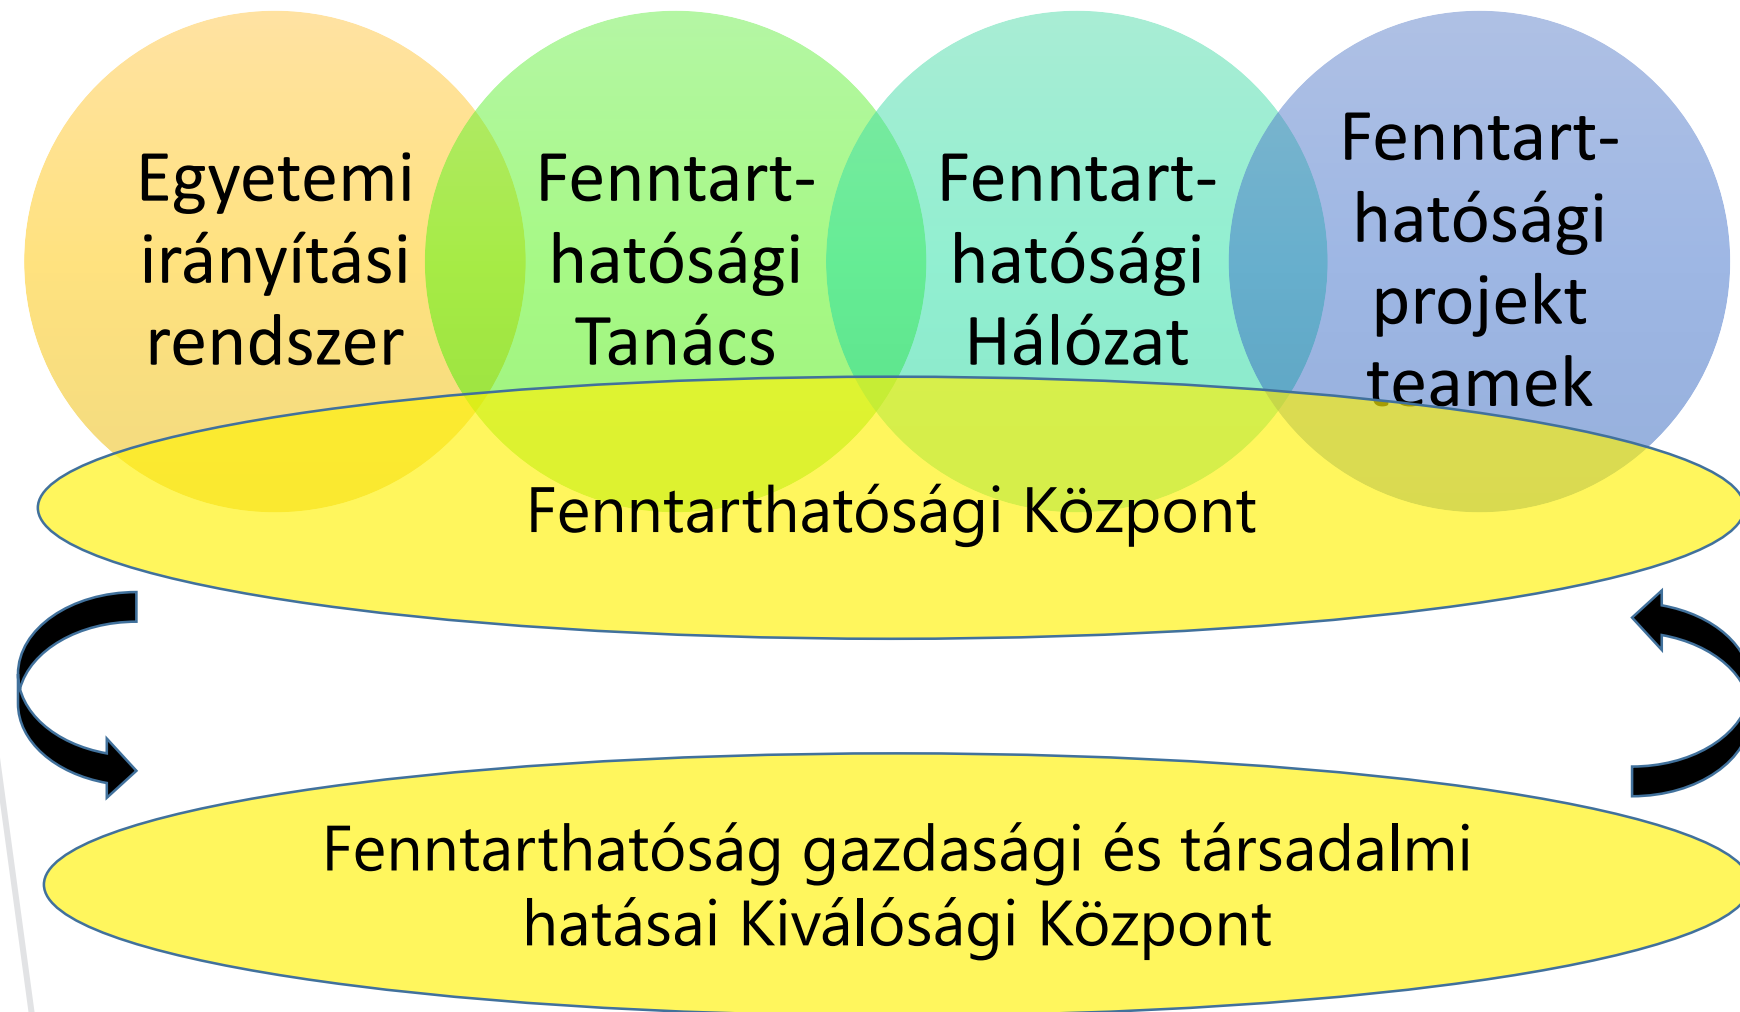 Egyetemi
irányítási
rendszer
Fenntart-
hatósági
Tanács
Fenntart-
hatósági
Hálózat
Fenntart-
hatósági
projekt
teamek
Fenntarthatósági Központ
Fenntarthatóság gazdasági és társadalmi
hatásai Kiválósági Központ